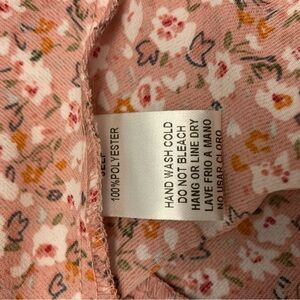 SELF
100%POLYESTER
HAND WASH COLD
DO NOT BLEACH
HANG OR LINE DRY
LAVE FRIO A MANO
NO USAR CLORO